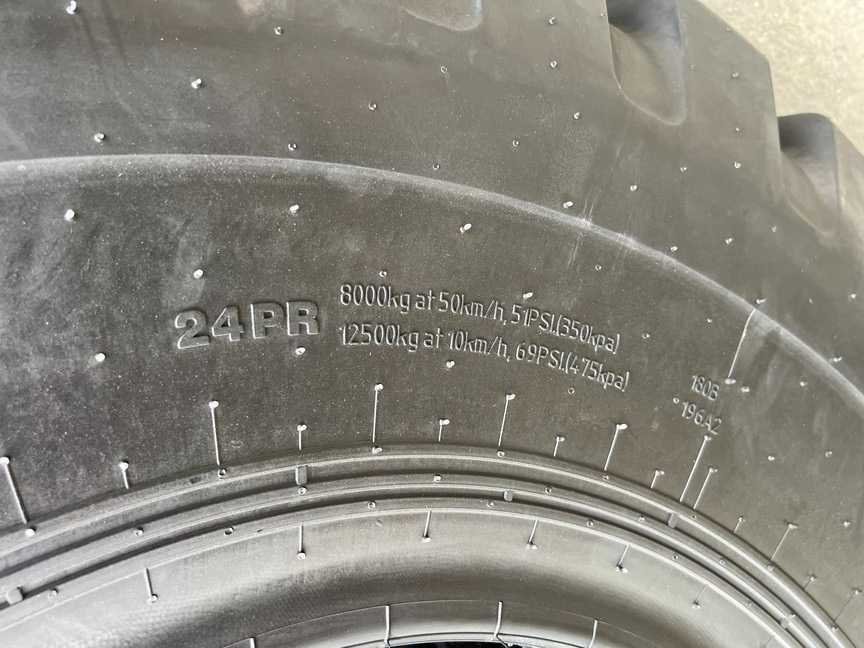 24PR
8000kg at 50km/h, 51PSI.(350kpa)
12500kg at 10km/h, 69PSI.(475kpa)
180B
196A2